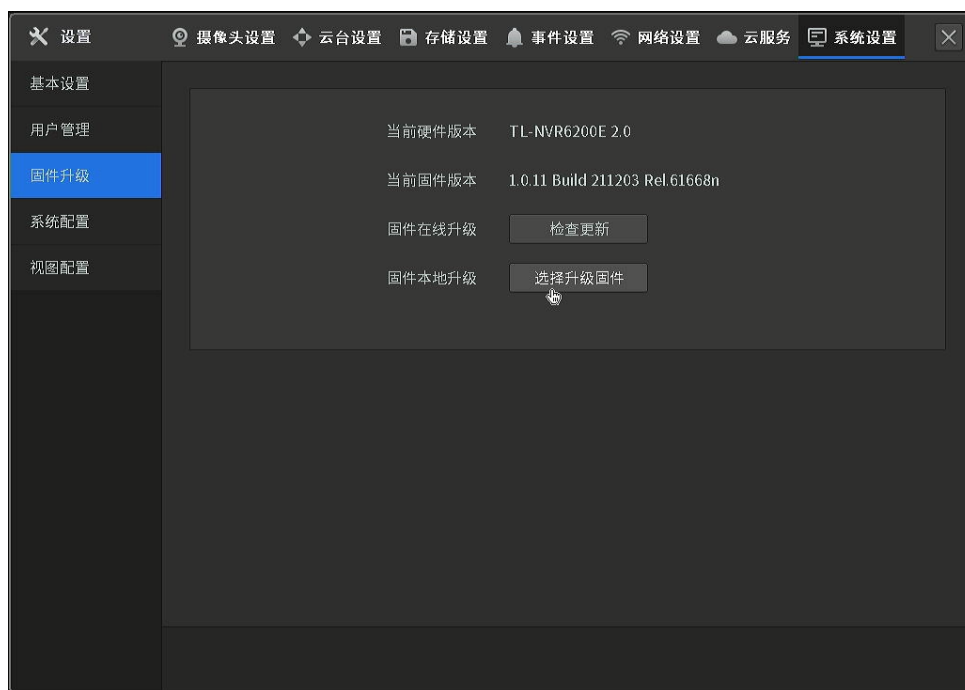 设置 摄像头设置 云台设置 存储设置 事件设置 网络设置 云服务 系统设置
基本设置
用户管理
固件升级
系统配置
视图配置
当前硬件版本 TL-NVR6200E 2.0
当前固件版本 1.0.11 Build 211203 Rel.61668n
固件在线升级 检查更新
固件本地升级 选择升级固件